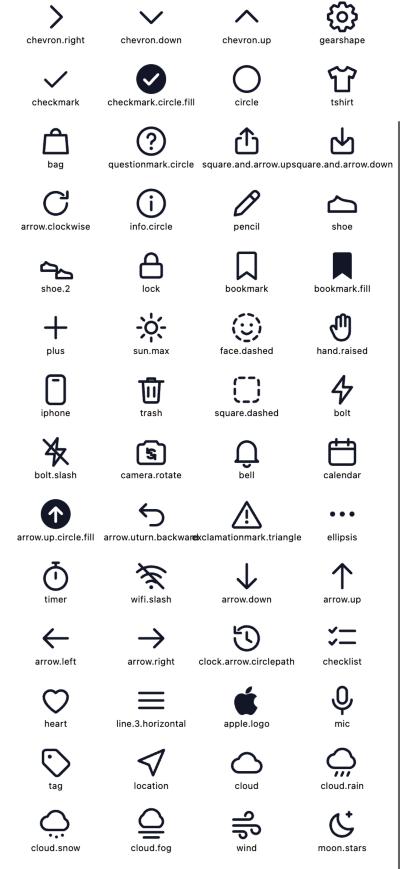 chevron.right chevron.down chevron.up gearshape
checkmark checkmark.circle.fill circle tshirt
bag questionmark.circle square.and.arrow.up square.and.arrow.down
arrow.clockwise info.circle pencil shoe
shoe.2 lock bookmark bookmark.fill
plus sun.max face.dashed hand.raised
iphone trash square.dashed bolt
bolt.slash camera.rotate bell calendar
arrow.up.circle.fill arrow.uturn.backward exclamationmark.triangle ellipsis
timer wifi.slash arrow.down arrow.up
arrow.left arrow.right clock.arrow.circlepath checklist
heart line.3.horizontal apple.logo mic
tag location cloud cloud.rain
cloud.snow cloud.fog wind moon.stars